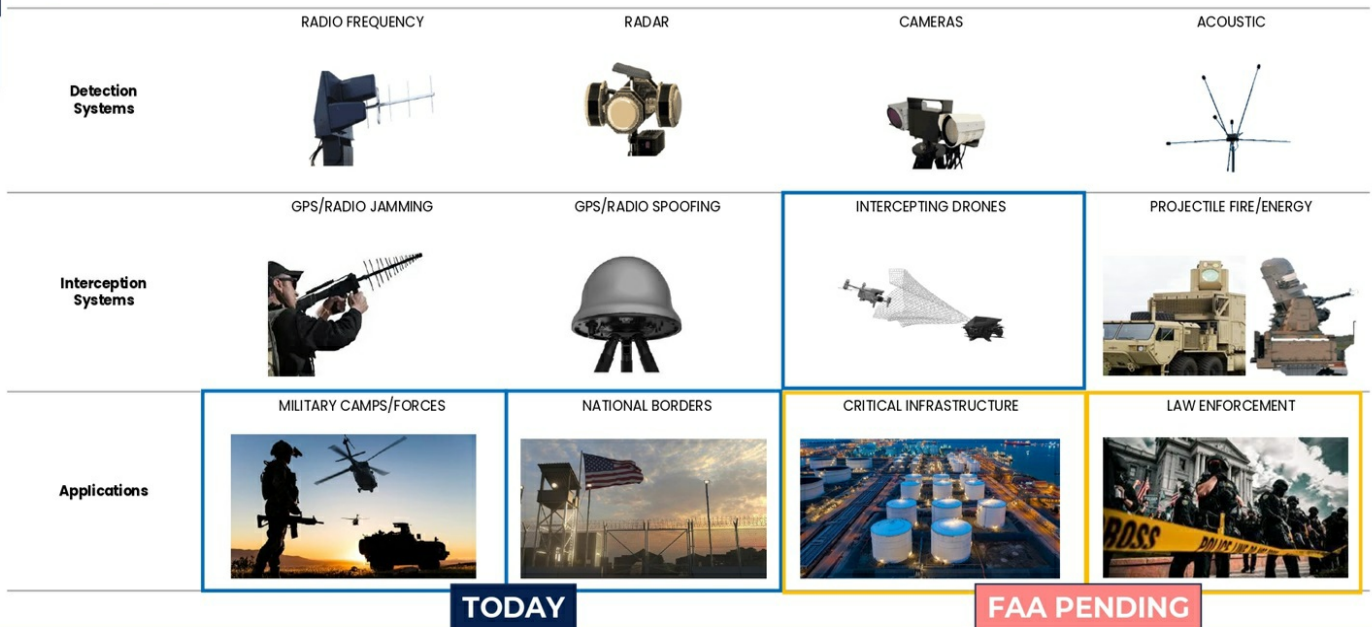 RADIO FREQUENCY
RADAR
CAMERAS
ACOUSTIC
Detection
Systems
GPS/RADIO JAMMING
GPS/RADIO SPOOFING
INTERCEPTING DRONES
PROJECTILE FIRE/ENERGY
Interception
Systems
MILITARY CAMPS/FORCES
NATIONAL BORDERS
CRITICAL INFRASTRUCTURE
LAW ENFORCEMENT
Applications
TODAY
FAA PENDING